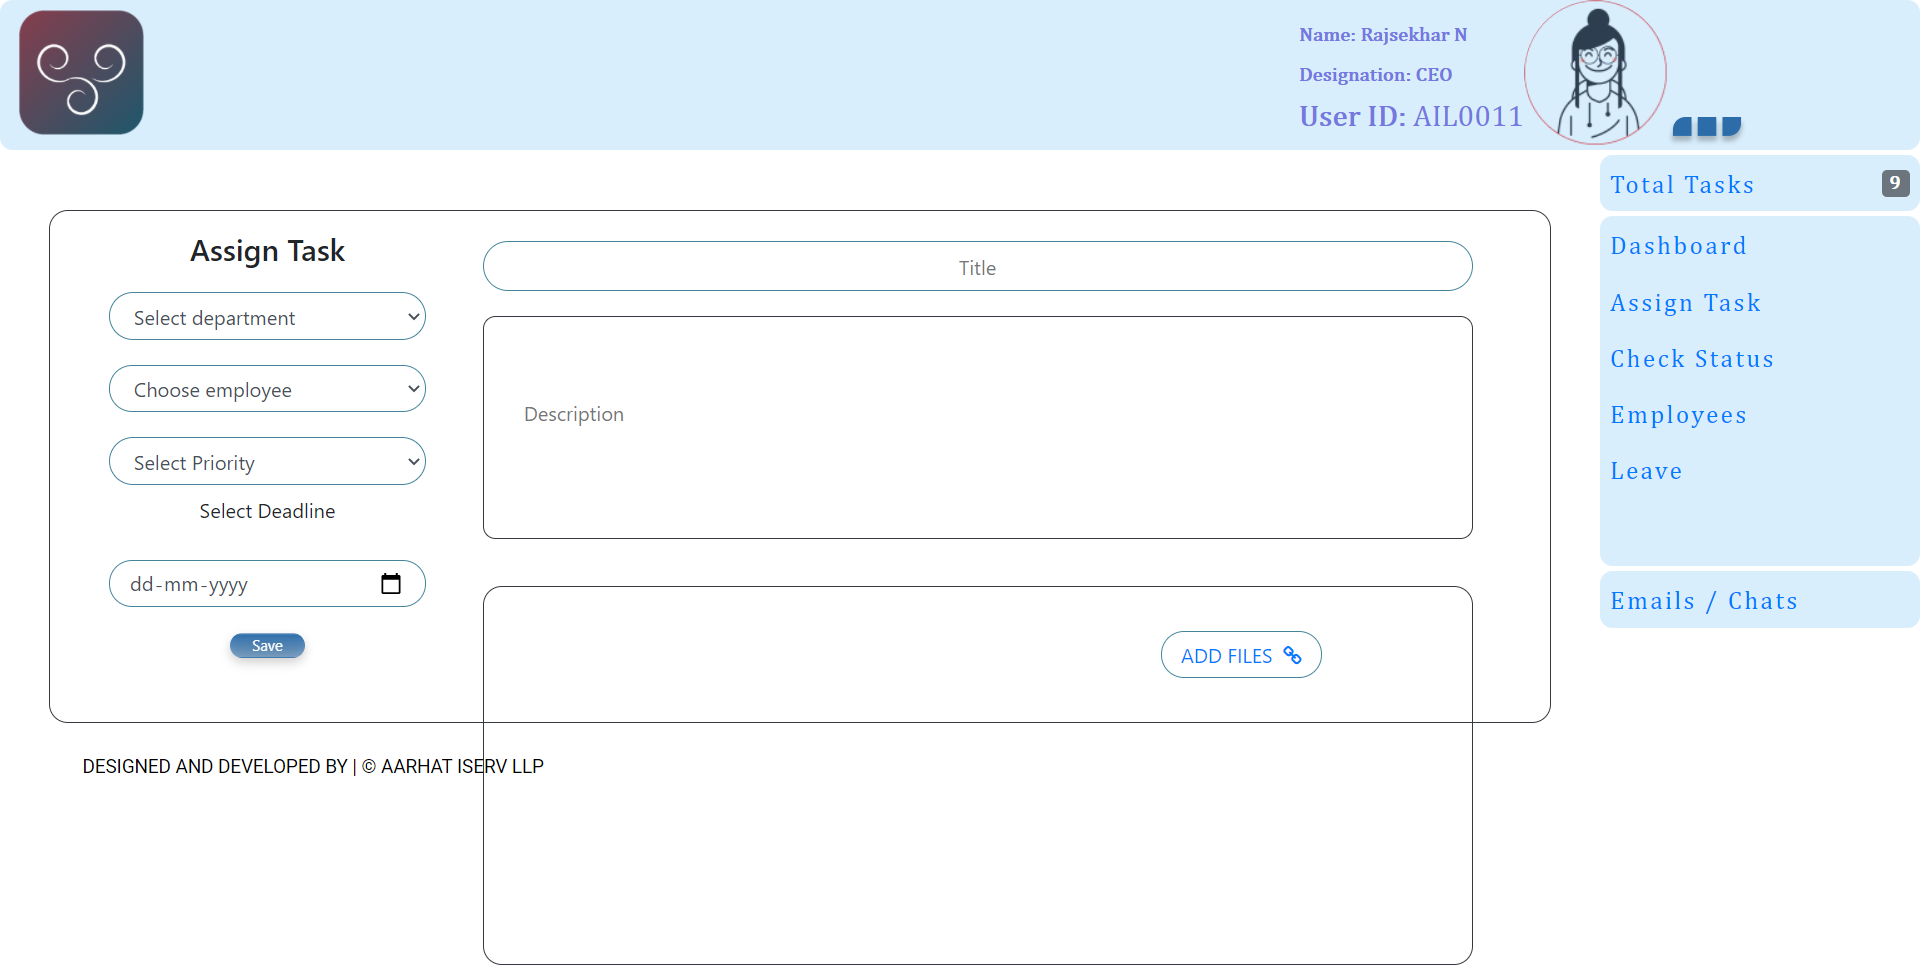 Name: Rajsekhar N
Designation: CEO
User ID: AIL0011
Total Tasks 9
Dashboard
Assign Task
Check Status
Employees
Leave
Emails / Chats
Assign Task
Select department
Choose employee
Select Priority
Select Deadline
dd-mm-yyyy
Save
Title
Description
ADD FILES
DESIGNED AND DEVELOPED BY | © AARHAT ISERV LLP